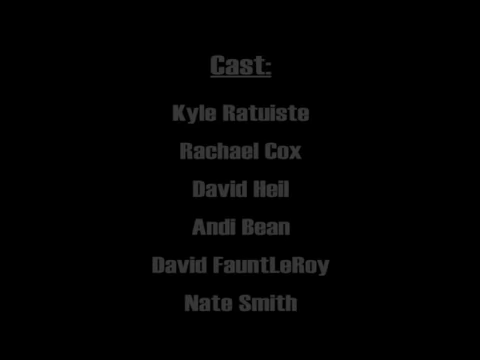 Cast:
Kyle Ratuiste
Rachael Cox
David Heil
Andi Bean
David FauntLeRoy
Nate Smith